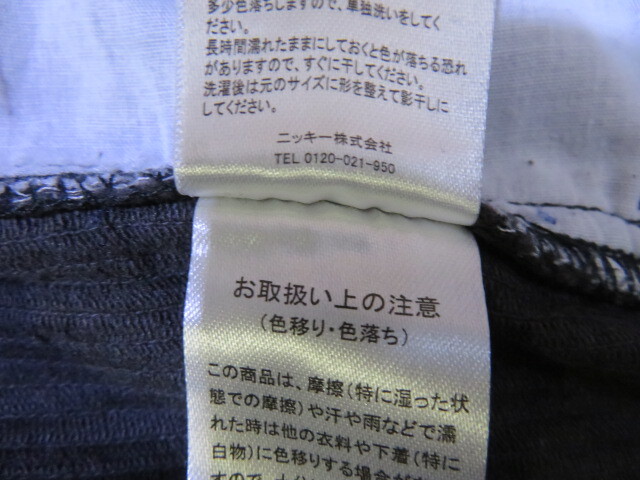 多少色落ちしますので、単独洗いをしてく
ださい。
長時間濡れたままにしておくと色が落ちる恐れ
がありますので、すぐに干してください。
洗濯後は元のサイズに形を整えて影干しに
してください。
ニッキー株式会社
TEL 0120-021-950
お取扱い上の注意
(色移り・色落ち)
この商品は、摩擦(特に湿った状
態での摩擦)や汗や雨などで濡
れた時は他の衣料や下着(特に
白物)に色移りする場合が
すので